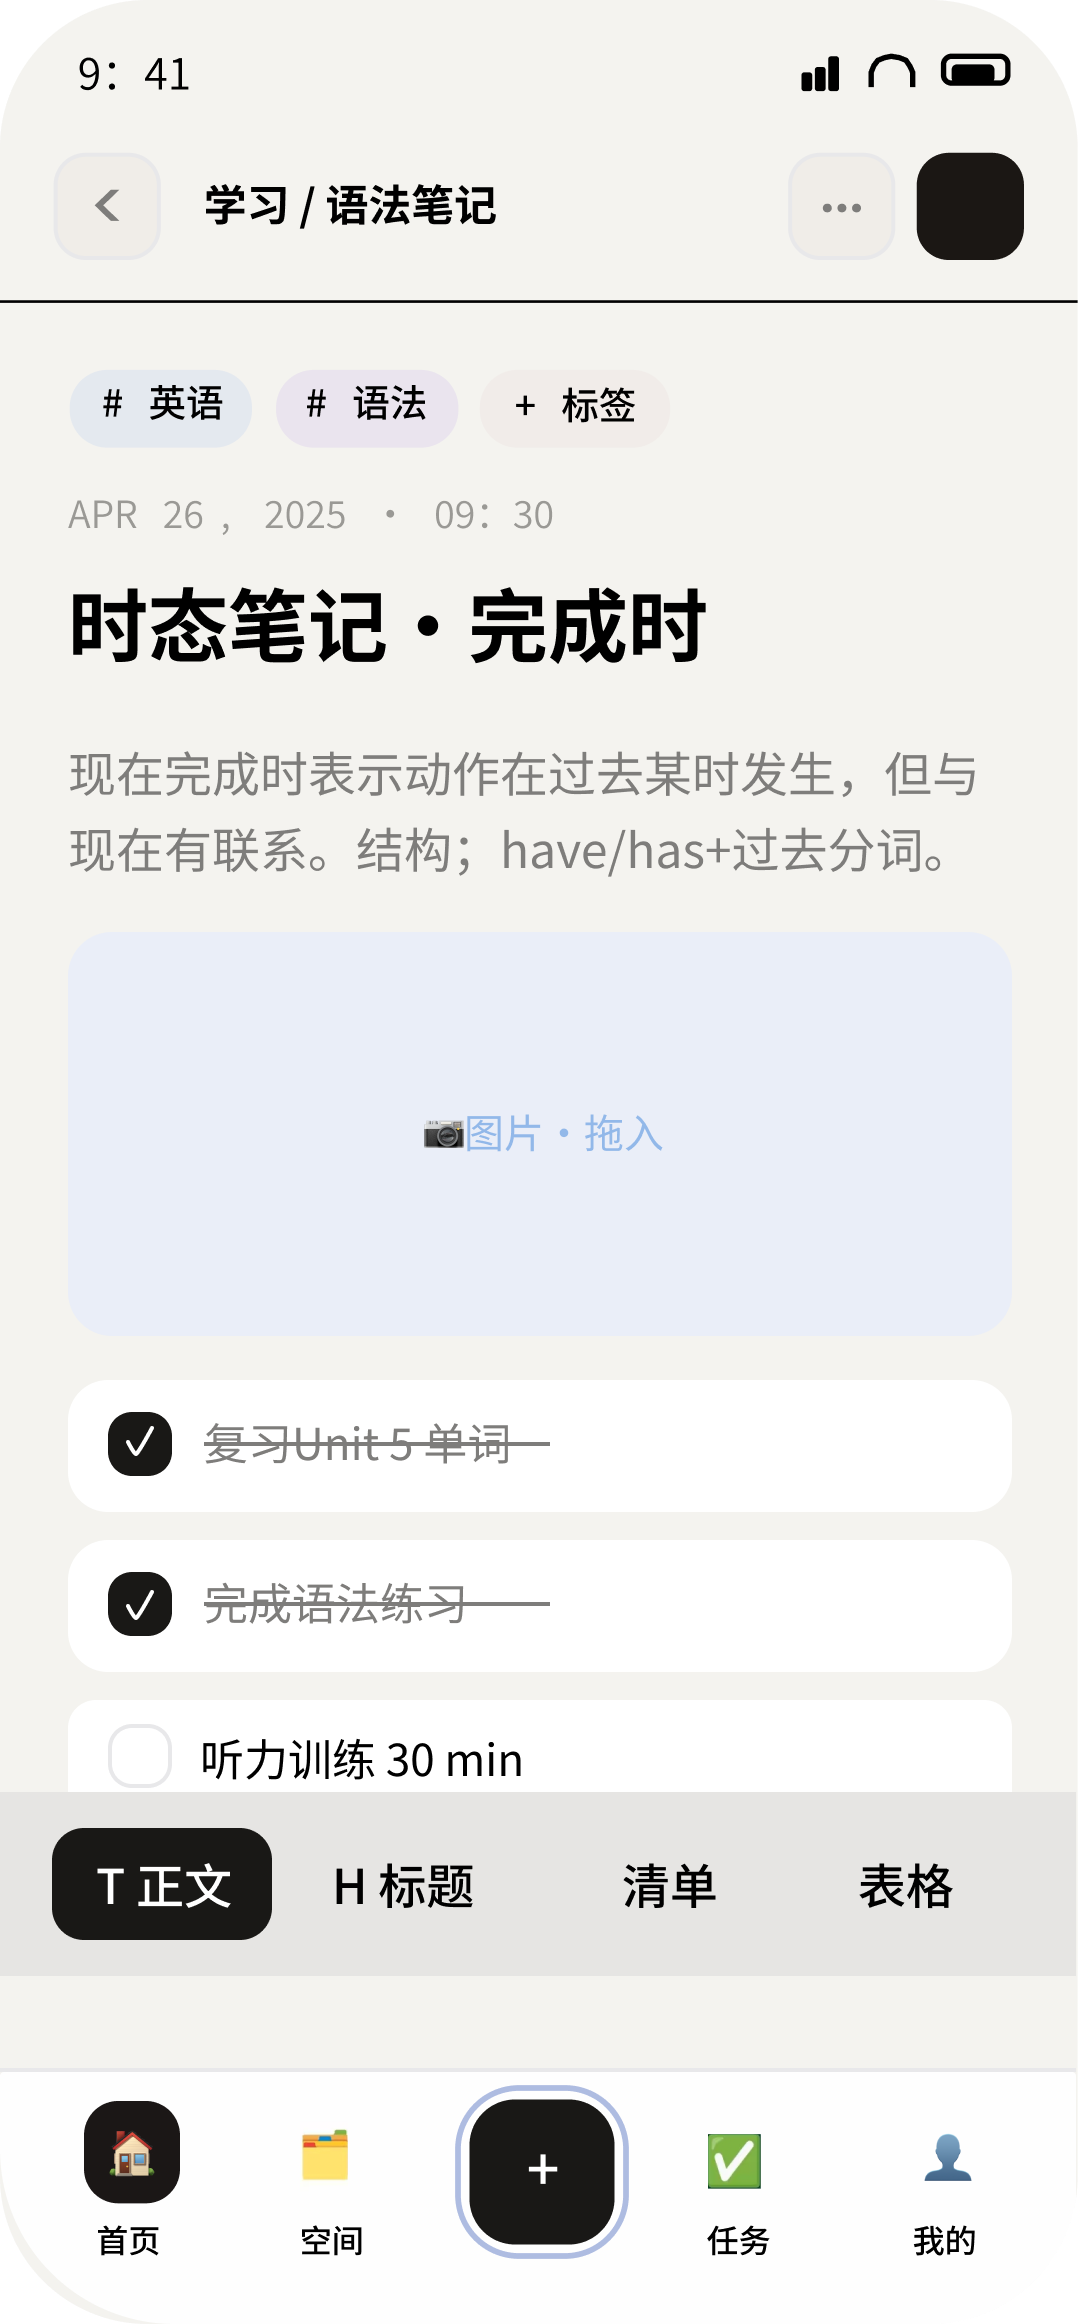 9：41
学习 / 语法笔记
# 英语 # 语法 + 标签
APR 26 , 2025 · 09：30
时态笔记·完成时
现在完成时表示动作在过去某时发生，但与
现在有联系。结构；have/has+过去分词。
图片·拖入
复习Unit 5 单词
完成语法练习
听力训练 30 min
T 正文 H 标题 清单 表格
+
首页 空间 任务 我的